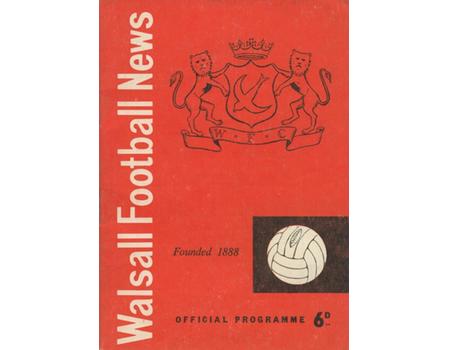 Walsall Football News
W. F. C
Founded 1888
OFFICIAL PROGRAMME 6D